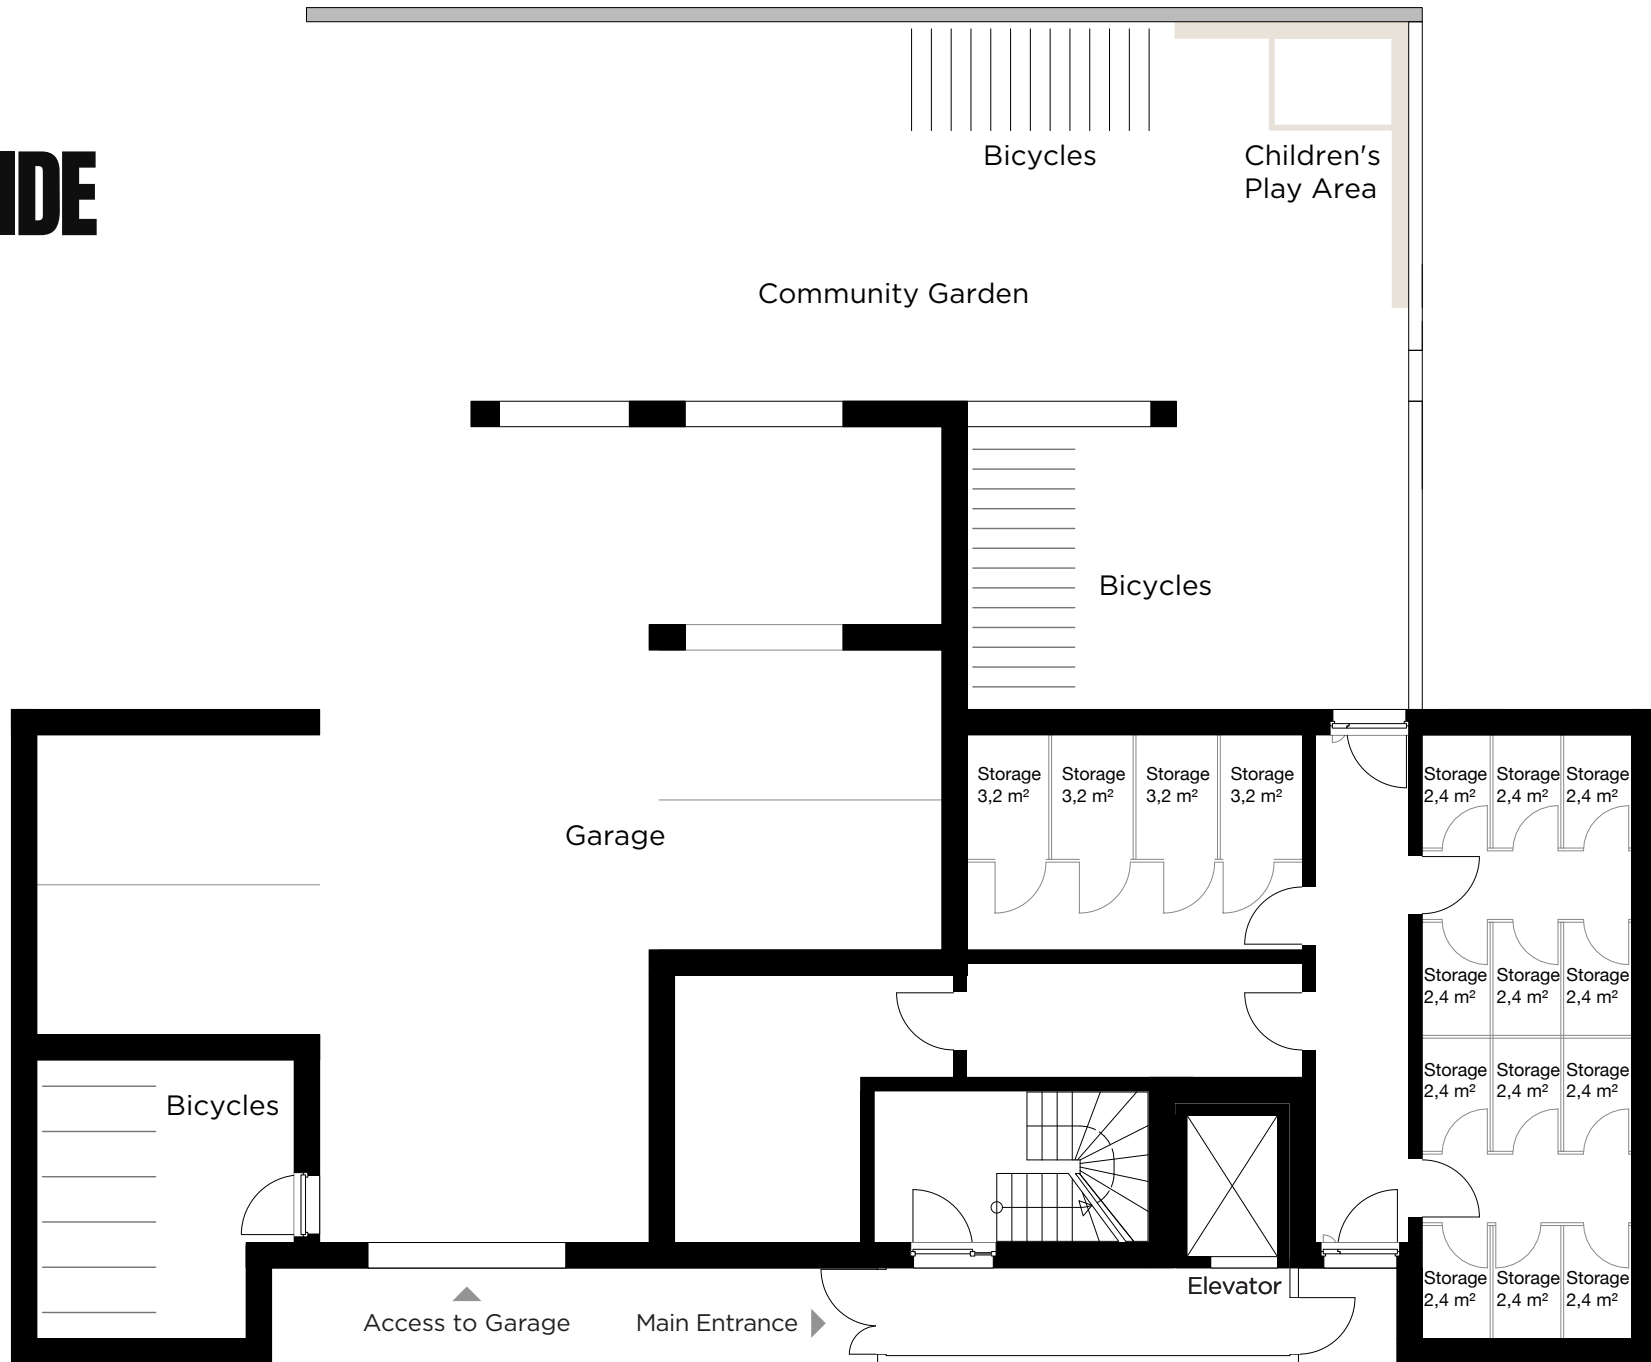 IDE
Bicycles
Children's
Play Area
Community Garden
Bicycles
Storage Storage Storage Storage
3,2 m² 3,2 m² 3,2 m² 3,2 m²
Storage Storage Storage
2,4 m² 2,4 m² 2,4 m²
Garage
Storage Storage Storage
2,4 m² 2,4 m² 2,4 m²
Storage Storage Storage
2,4 m² 2,4 m² 2,4 m²
Bicycles
Storage Storage Storage
2,4 m² 2,4 m² 2,4 m²
Elevator
Access to Garage
Main Entrance